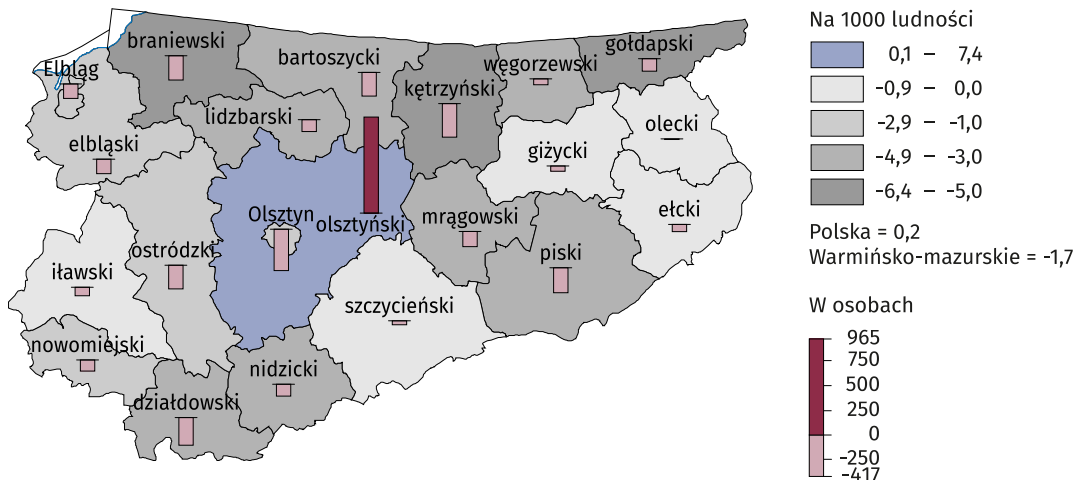 Elbląg
braniewski
bartoszycki
węgorzewski
gołdapski
kętrzyński
lidzbarski
elbląski
giżycki
olecki
Olsztyn
olsztyński
mrągowski
ełcki
ostródzki
iławski
piski
szczycieński
nowomiejski
nidzicki
działdowski
Na 1000 ludności
0,1 – 7,4
-0,9 – 0,0
-2,9 – -1,0
-4,9 – -3,0
-6,4 – -5,0
Polska = 0,2
Warmińsko-mazurskie = -1,7
W osobach
965
750
500
250
0
-250
-417